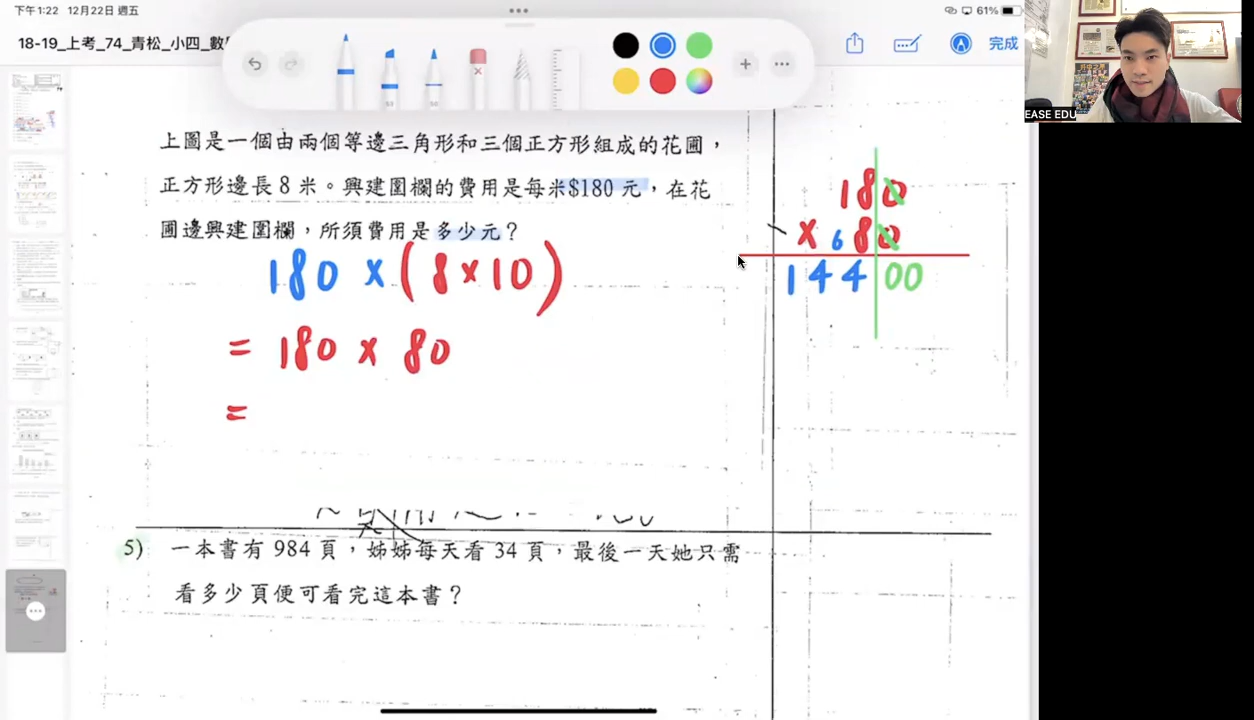 下午1:22 12月22日 週五
61%
18-19_上考_74_青松_小四_數
完成
EASE EDU
上圖是一個由兩個等邊三角形和三個正方形組成的花圃，
正方形邊長 8 米。興建圍欄的費用是每米$180 元，在花
圃邊興建圍欄，所須費用是多少元？
180 x ( 8 x 10 )
= 180 x 80
=
180
x 6 80
144 00
5) 一本書有 984 頁，姊姊每天看 34 頁，最後一天她只需
看多少頁便可看完這本書？